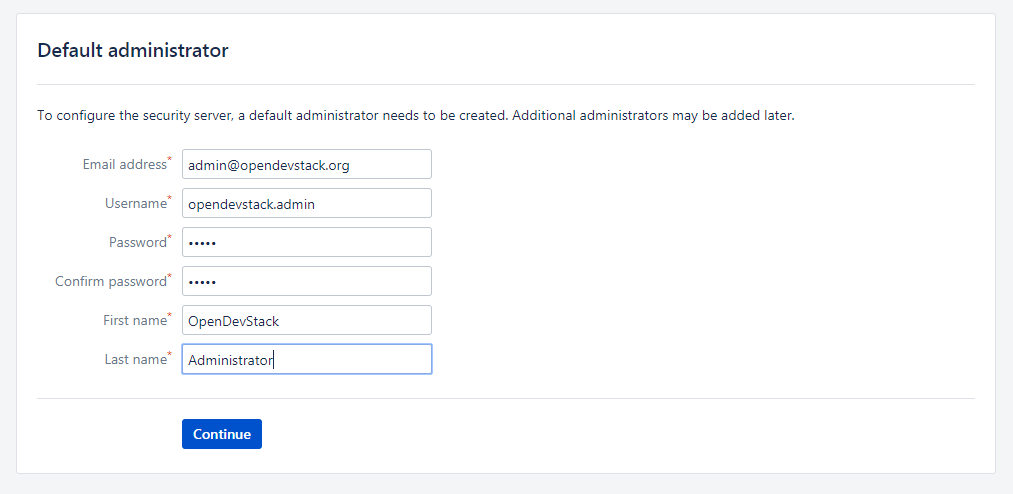 Default administrator
To configure the security server, a default administrator needs to be created. Additional administrators may be added later.
Email address* admin@opendevstack.org
Username* opendevstack.admin
Password* •••••
Confirm password* •••••
First name* OpenDevStack
Last name* Administrator
Continue